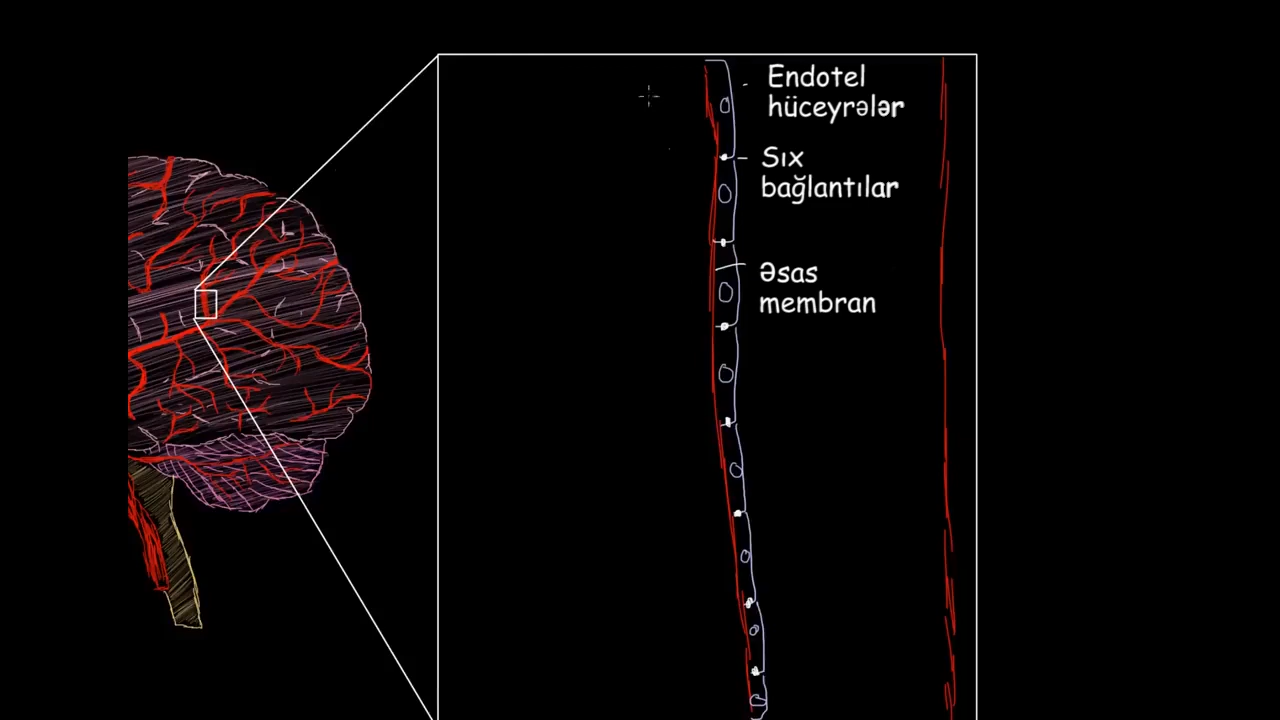 Endotel
hüceyrələr
Sıx
bağlantılar
Əsas
membran